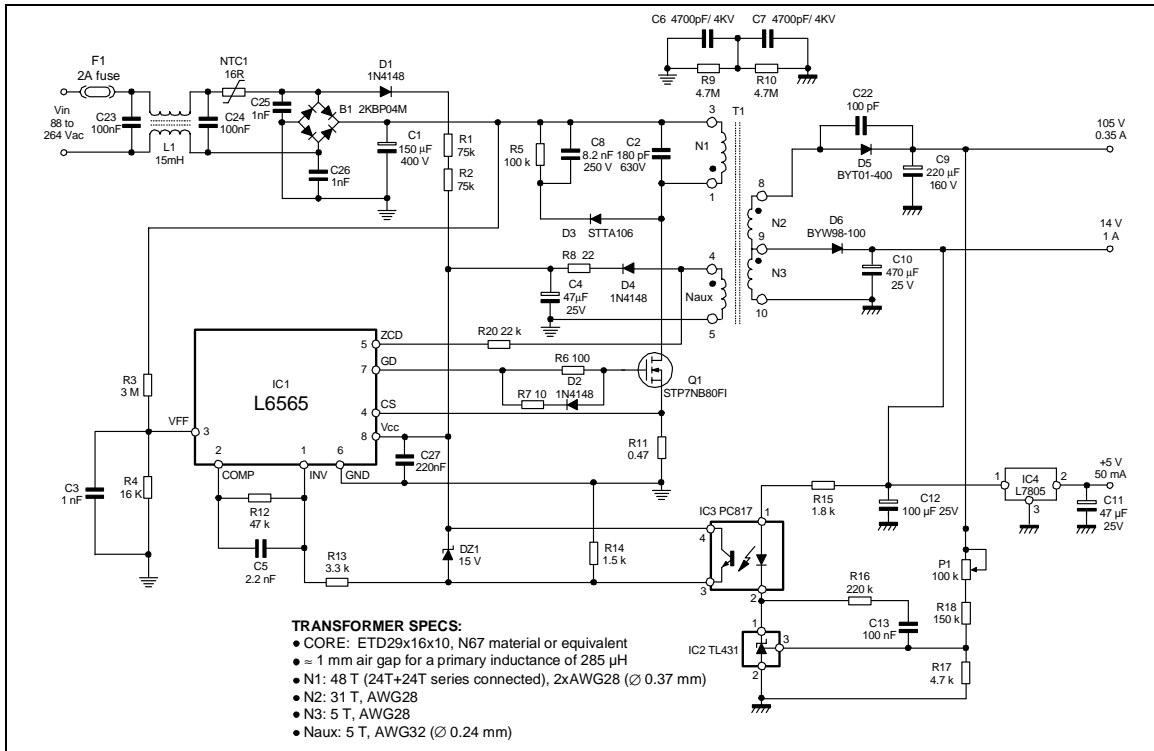 C6 4700pF/ 4KV
C7 4700pF/ 4KV
R9
4.7M
R10
4.7M
F1
2A fuse
NTC1
16R
D1
1N4148
Vin
88 to
264 Vac
C23
100nF
L1
15mH
C24
100nF
C25
1nF
B1
2KBP04M
C26
1nF
C1
150 µF
400 V
R1
75k
R2
75k
R5
100 k
C8
8.2 nF
250 V
C2
180 pF
630V
3
T1
N1
1
D3 STTA106
C22
100 pF
D5
BYT01-400
C9
220 µF
160 V
105 V
0.35 A
8
N2
9
N3
10
D6
BYW98-100
C10
470 µF
25 V
14 V
1 A
R8 22
D4
1N4148
C4
47µF
25V
4
Naux
5
R20 22 k
R6 100
D2
R7 10
1N4148
Q1
STP7NB80FI
R11
0.47
IC1
L6565
5
ZCD
7
GD
4
CS
8
Vcc
3
VFF
2
COMP
1
INV
6
GND
R3
3 M
R4
16 K
C3
1 nF
C27
220nF
R12
47 k
C5
2.2 nF
R13
3.3 k
DZ1
15 V
R14
1.5 k
IC3 PC817
1
4
3
2
R15
1.8 k
C12
100 µF 25V
1
IC4
L7805
2
3
+5 V
50 mA
C11
47 µF
25V
P1
100 k
R16
220 k
C13
100 nF
R18
150 k
R17
4.7 k
1
3
IC2 TL431
2
TRANSFORMER SPECS:
● CORE: ETD29x16x10, N67 material or equivalent
● ≈ 1 mm air gap for a primary inductance of 285 µH
● N1: 48 T (24T+24T series connected), 2xAWG28 (∅ 0.37 mm)
● N2: 31 T, AWG28
● N3: 5 T, AWG28
● Naux: 5 T, AWG32 (∅ 0.24 mm)